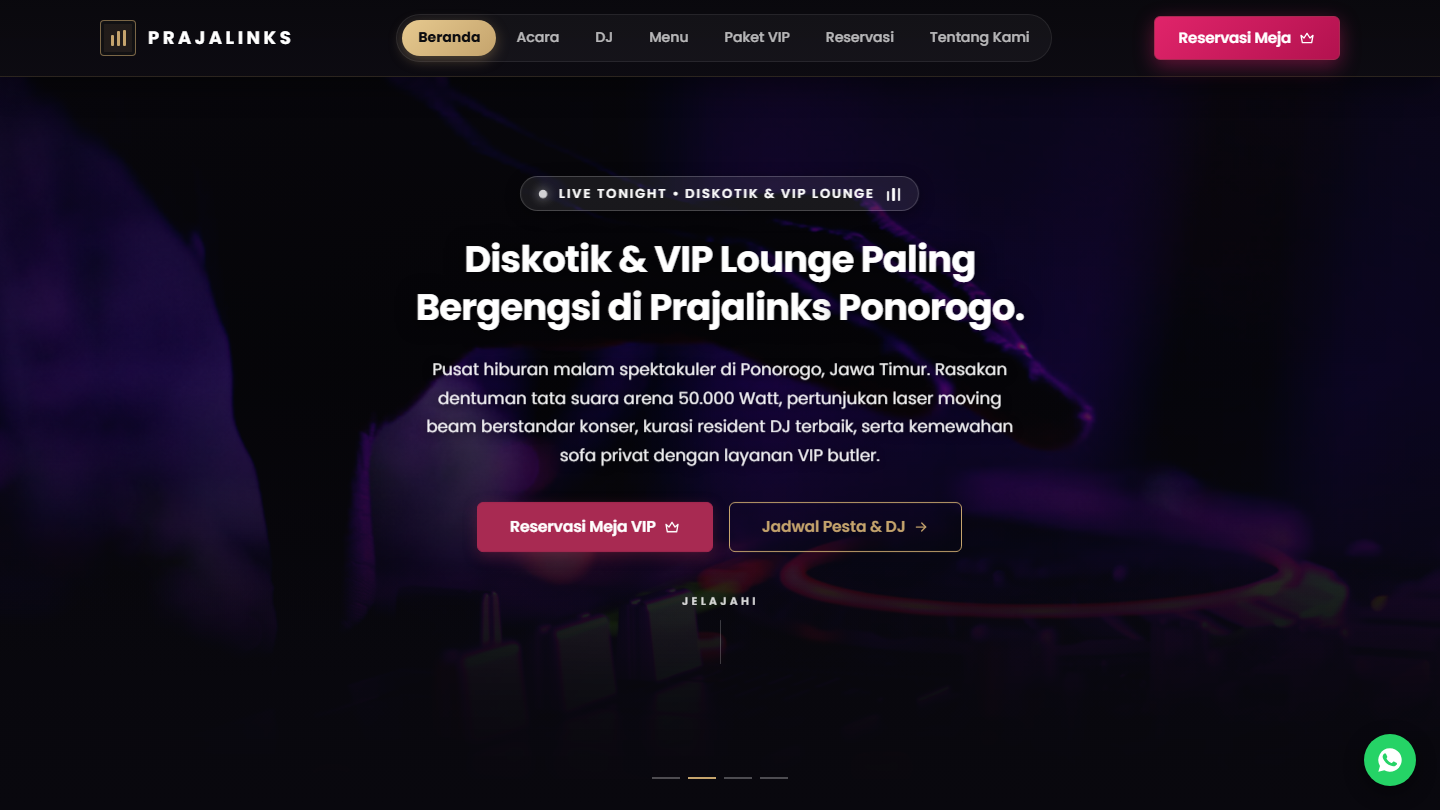 PRAJALINKS
Beranda
Acara
DJ
Menu
Paket VIP
Reservasi
Tentang Kami
Reservasi Meja
LIVE TONIGHT • DISKOTIK & VIP LOUNGE
Diskotik & VIP Lounge Paling
Bergengsi di Prajalinks Ponorogo.
Pusat hiburan malam spektakuler di Ponorogo, Jawa Timur. Rasakan
dentuman tata suara arena 50.000 Watt, pertunjukan laser moving
beam berstandar konser, kurasi resident DJ terbaik, serta kemewahan
sofa privat dengan layanan VIP butler.
Reservasi Meja VIP
Jadwal Pesta & DJ
JELAJAHI